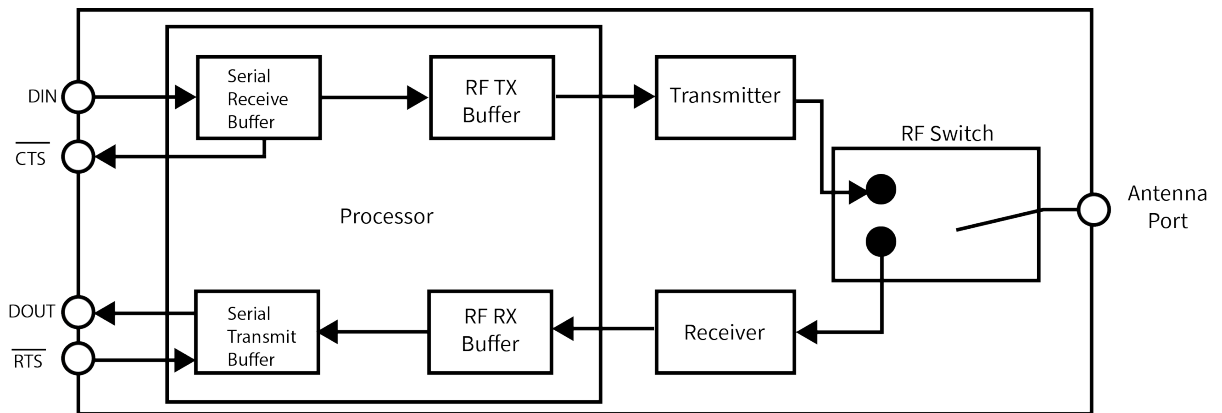 DIN
CTS
DOUT
RTS
Serial
Receive
Buffer
RF TX
Buffer
Transmitter
RF Switch
Antenna
Port
Processor
Serial
Transmit
Buffer
RF RX
Buffer
Receiver